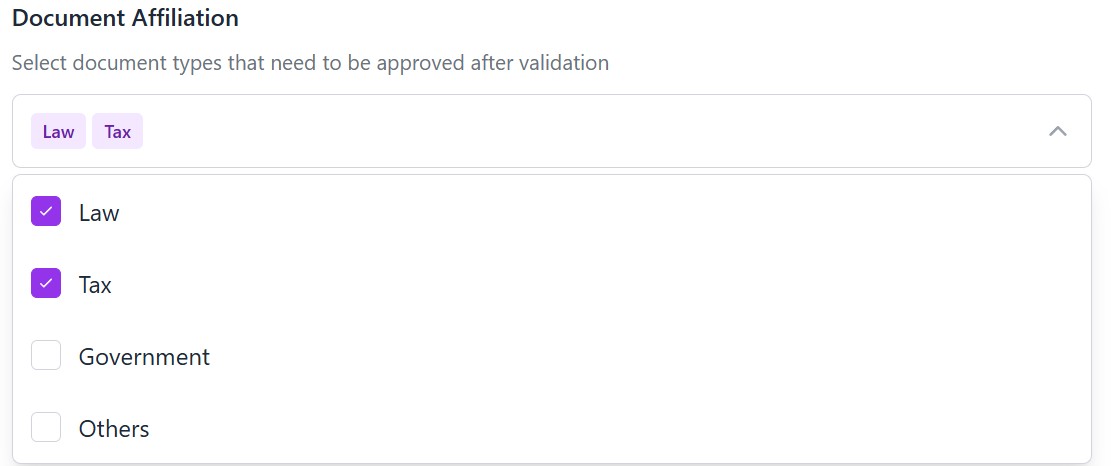 Document Affiliation
Select document types that need to be approved after validation
Law Tax
Law
Tax
Government
Others